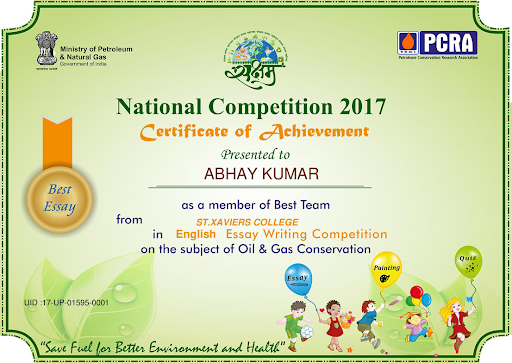 Ministry of Petroleum
& Natural Gas
Government of India
सक्षम
PCRA
Petroleum Conservation Research Association
National Competition 2017
Certificate of Achievement
Presented to
ABHAY KUMAR
Best
Essay
as a member of Best Team
from ST.XAVIERS COLLEGE
in English Essay Writing Competition
on the subject of Oil & Gas Conservation
Essay
Painting
Quiz
UID :17-UP-01595-0001
"Save Fuel for Better Environment and Health"